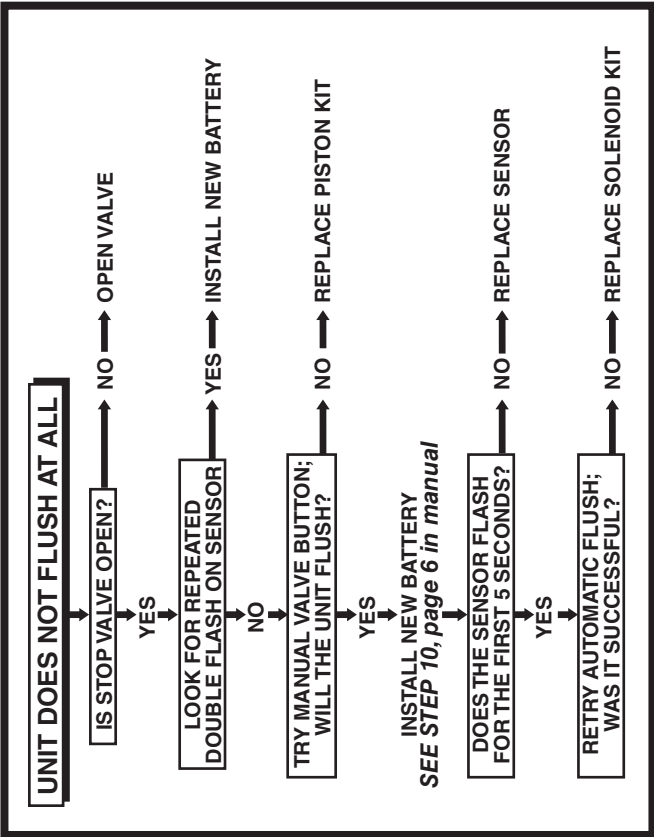 UNIT DOES NOT FLUSH AT ALL
IS STOP VALVE OPEN?
NO
OPEN VALVE
YES
LOOK FOR REPEATED
DOUBLE FLASH ON SENSOR
YES
INSTALL NEW BATTERY
NO
TRY MANUAL VALVE BUTTON;
WILL THE UNIT FLUSH?
NO
REPLACE PISTON KIT
YES
INSTALL NEW BATTERY
SEE STEP 10, page 6 in manual
DOES THE SENSOR FLASH
FOR THE FIRST 5 SECONDS?
NO
REPLACE SENSOR
YES
RETRY AUTOMATIC FLUSH;
WAS IT SUCCESSFUL?
NO
REPLACE SOLENOID KIT